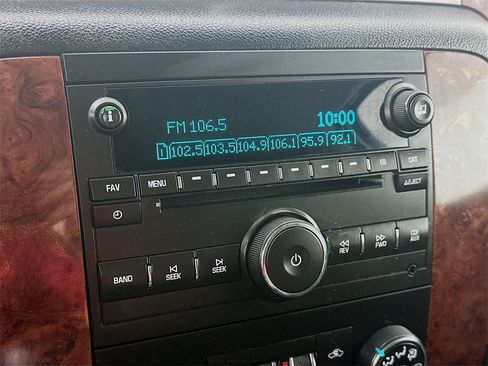 FM 106.5 10:00
1 102.5 103.5 104.9 106.1 95.9 92.1
FAV MENU EQ CAT
EJECT
BAND SEEK SEEK REV FWD CD/AUX